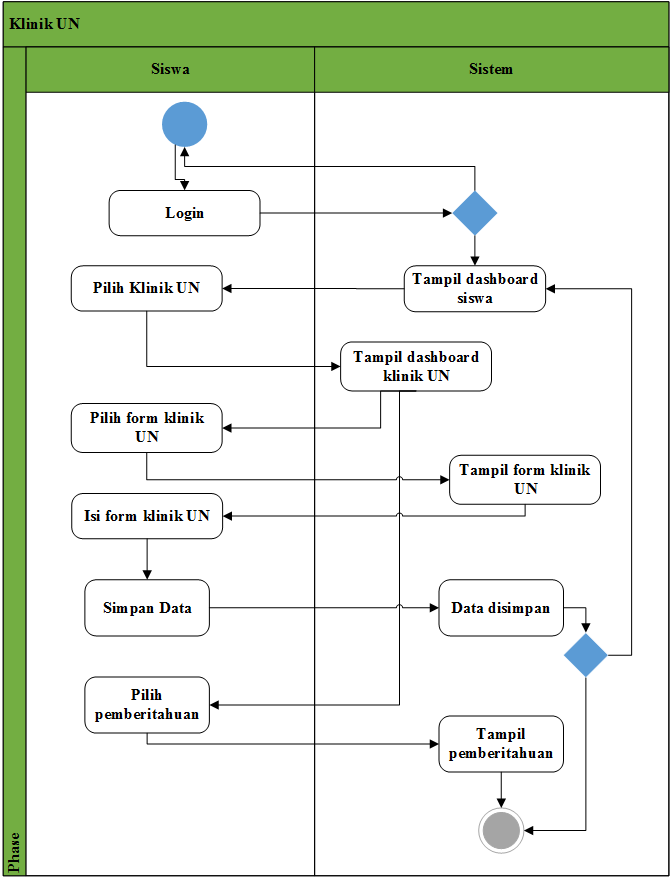 Klinik UN
Siswa
Sistem
Login
Tampil dashboard
siswa
Pilih Klinik UN
Tampil dashboard
klinik UN
Pilih form klinik
UN
Tampil form klinik
UN
Isi form klinik UN
Simpan Data
Data disimpan
Pilih
pemberitahuan
Tampil
pemberitahuan
Phase